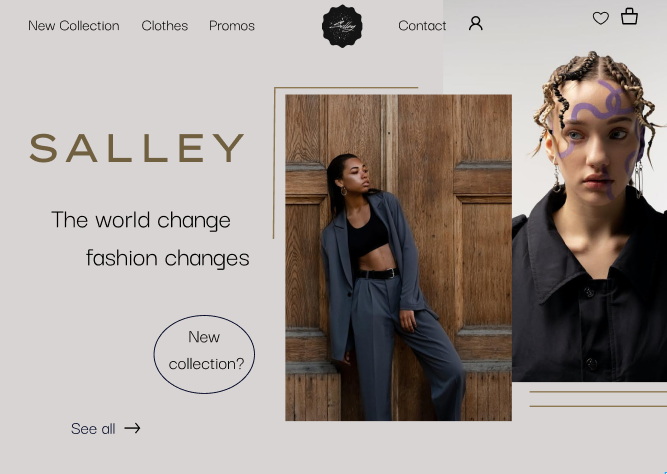 New Collection
Clothes
Promos
Salley
Contact
SALLEY
The world change
fashion changes
New
collection?
See all